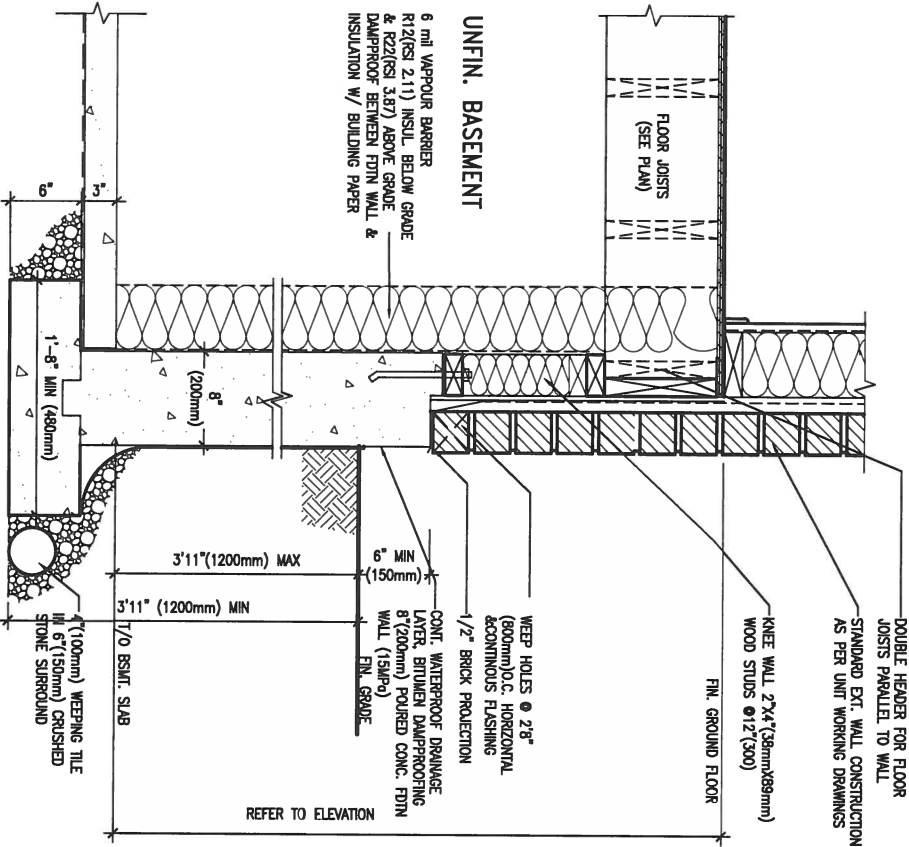 DOUBLE HEADER FOR FLOOR
JOISTS PARALLEL TO WALL
STANDARD EXT. WALL CONSTRUCTION
AS PER UNIT WORKING DRAWINGS
KNEE WALL 2"X4"(38mmX89mm)
WOOD STUDS @12"(300)
FIN. GROUND FLOOR
FLOOR JOISTS
(SEE PLAN)
UNFIN. BASEMENT
6 mil VAPPOUR BARRIER
R12(RSI 2.11) INSUL. BELOW GRADE
& R22(RSI 3.87) ABOVE GRADE
DAMPPROOF BETWEEN FDTN WALL &
INSULATION W/ BUILDING PAPER
WEEP HOLES @ 2'8"
(800mm)O.C. HORIZONTAL
&CONTINOUS FLASHING
1/2" BRICK PROJECTION
CONT. WATERPROOF DRAINAGE
LAYER, BITUMEN DAMPPROOFING
8"(200mm) POURED CONC. FDTN
WALL (15MPa)
FIN. GRADE
6" MIN
(150mm)
3'11"(1200mm) MAX
3'11" (1200mm) MIN
REFER TO ELEVATION
8"
(200mm)
3"
6"
1'-8" MIN (480mm)
T/O BSMT. SLAB
4"(100mm) WEEPING TILE
IN 6"(150mm) CRUSHED
STONE SURROUND